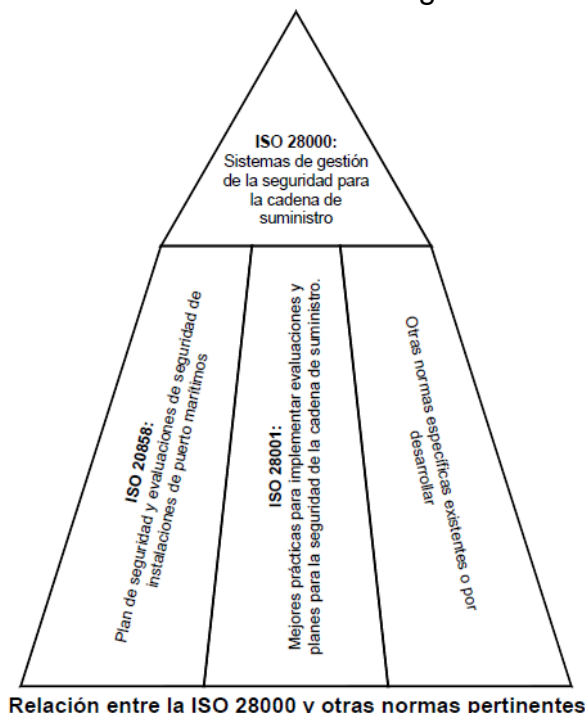 ISO 28000:
Sistemas de gestión
de la seguridad para
la cadena de
suministro
ISO 20858:
Plan de seguridad y evaluaciones de seguridad de
instalaciones de puerto marítimos
ISO 28001:
Mejores prácticas para implementar evaluaciones y
planes para la seguridad de la cadena de suministro.
Otras normas específicas existentes o por
desarrollar
Relación entre la ISO 28000 y otras normas pertinentes